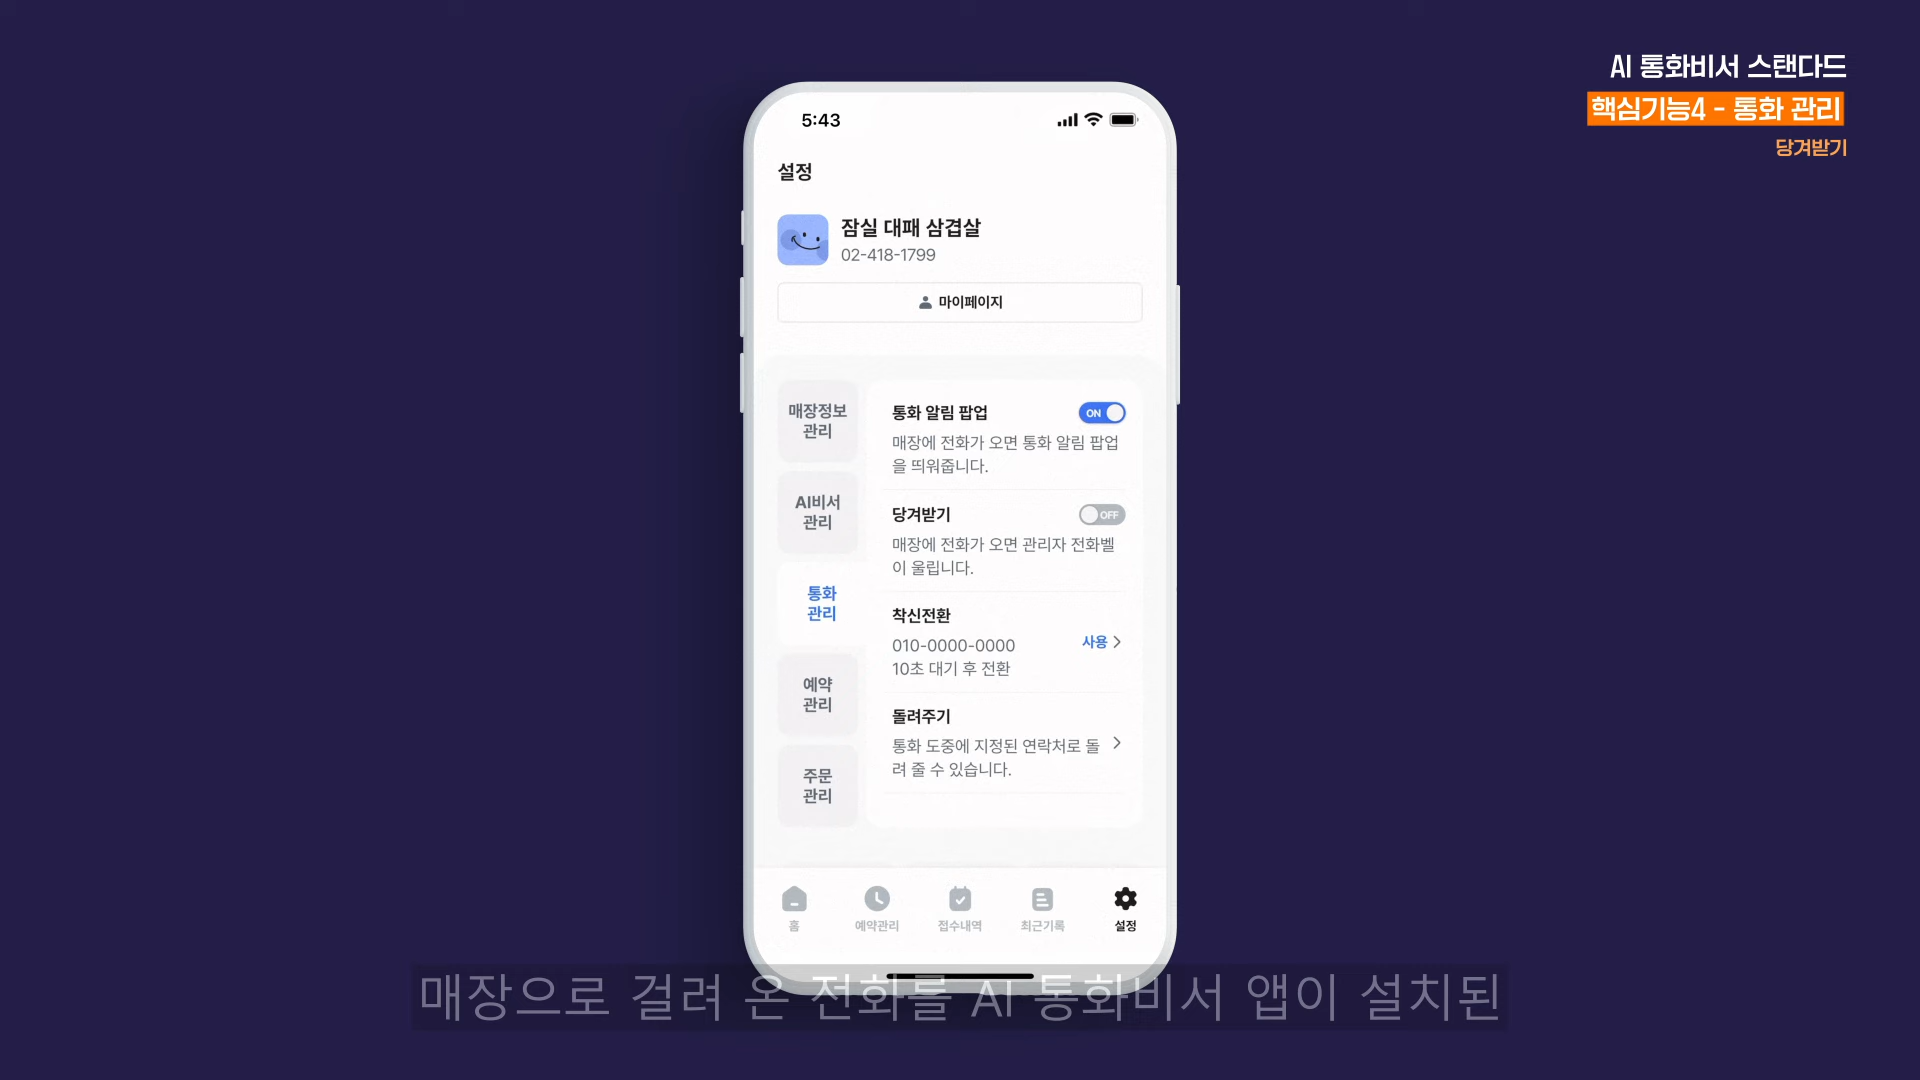 AI 통화비서 스탠다드
핵심기능4 - 통화 관리
당겨받기
5:43
설정
잠실 대패 삼겹살
02-418-1799
마이페이지
매장정보
관리
AI비서
관리
통화
관리
예약
관리
주문
관리
통화 알림 팝업
ON
매장에 전화가 오면 통화 알림 팝업
을 띄워줍니다.
당겨받기
OFF
매장에 전화가 오면 관리자 전화벨
이 울립니다.
착신전환
010-0000-0000
사용
10초 대기 후 전환
돌려주기
통화 도중에 지정된 연락처로 돌
려 줄 수 있습니다.
홈
예약관리
접수내역
최근기록
설정
매장으로 걸려 온 전화를 AI 통화비서 앱이 설치된